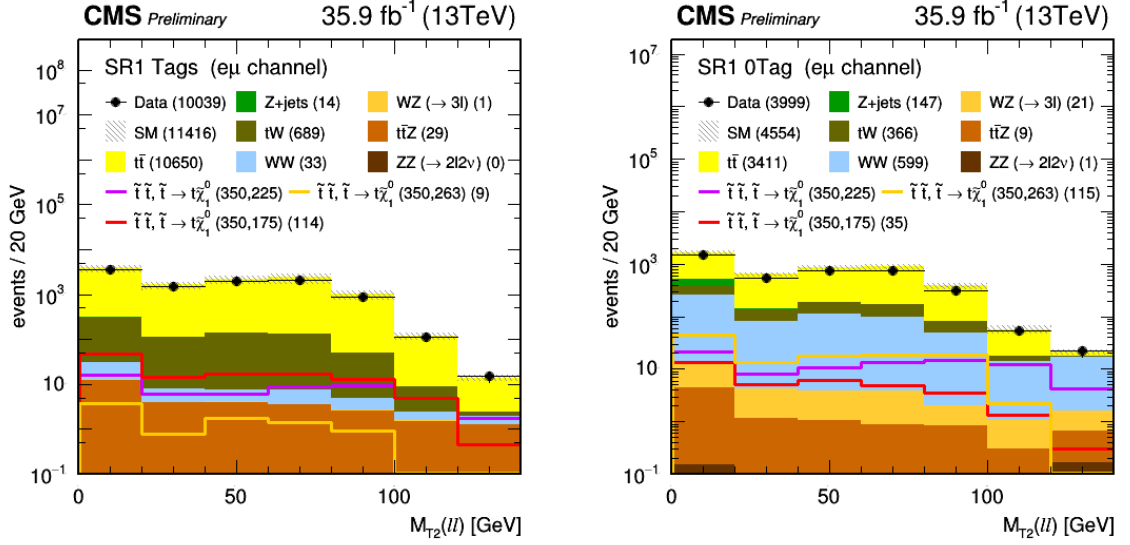 CMS Preliminary 35.9 fb⁻¹ (13TeV)
SR1 Tags (eμ channel)
Data (10039) Z+jets (14) WZ (→ 3l) (1)
SM (11416) tW (689) tt̄Z (29)
tt̄ (10650) WW (33) ZZ (→ 2l2ν) (0)
t̃ t̃, t̃ → tχ̃₁⁰ (350,225) t̃ t̃, t̃ → tχ̃₁⁰ (350,263) (9)
t̃ t̃, t̃ → tχ̃₁⁰ (350,175) (114)
events / 20 GeV
10⁸
10⁷
10⁵
10³
10
10⁻¹
0 50 100
M_T2(ll) [GeV]
CMS Preliminary 35.9 fb⁻¹ (13TeV)
SR1 0Tag (eμ channel)
Data (3999) Z+jets (147) WZ (→ 3l) (21)
SM (4554) tW (366) tt̄Z (9)
tt̄ (3411) WW (599) ZZ (→ 2l2ν) (1)
t̃ t̃, t̃ → tχ̃₁⁰ (350,225) t̃ t̃, t̃ → tχ̃₁⁰ (350,263) (115)
t̃ t̃, t̃ → tχ̃₁⁰ (350,175) (35)
events / 20 GeV
10⁷
10⁵
10³
10
10⁻¹
0 50 100
M_T2(ll) [GeV]